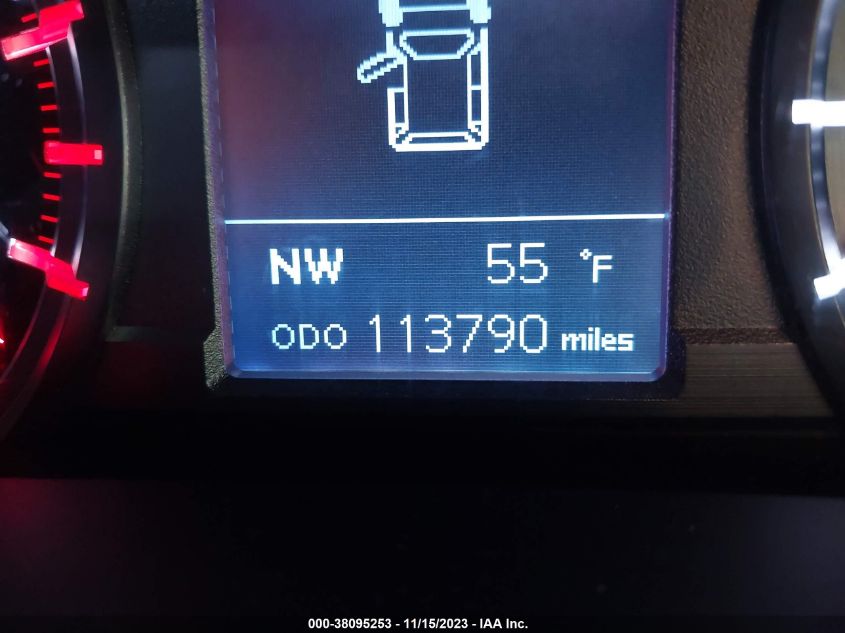 NW 55 °F
ODO 113790 miles
000-38095253 - 11/15/2023 - IAA Inc.